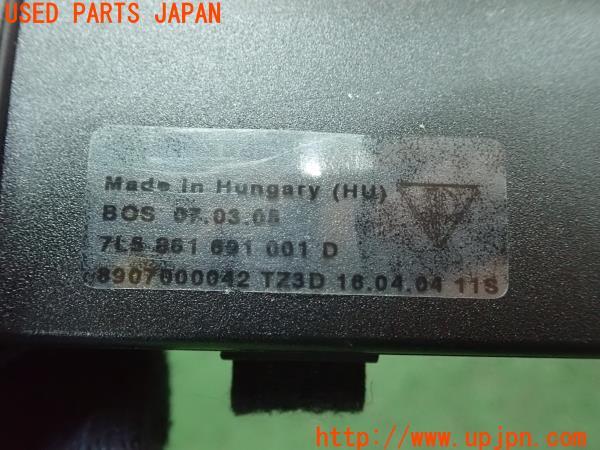 USED PARTS JAPAN
Made in Hungary (HU)
BOS 07.03.05
7L5 861 691 001 D
8907000042 TZ3D 16.04.04 11S
http://www.upjpn.com/